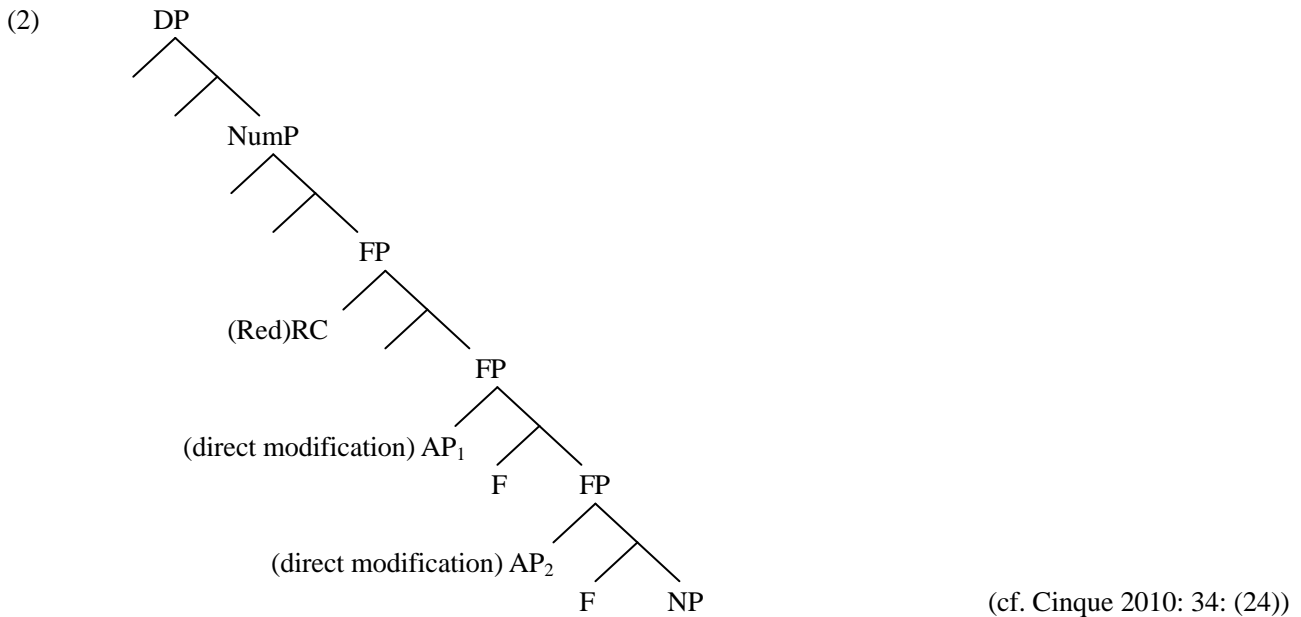 (2) DP
NumP
FP
(Red)RC
FP
(direct modification) AP₁
F FP
(direct modification) AP₂
F NP (cf. Cinque 2010: 34: (24))